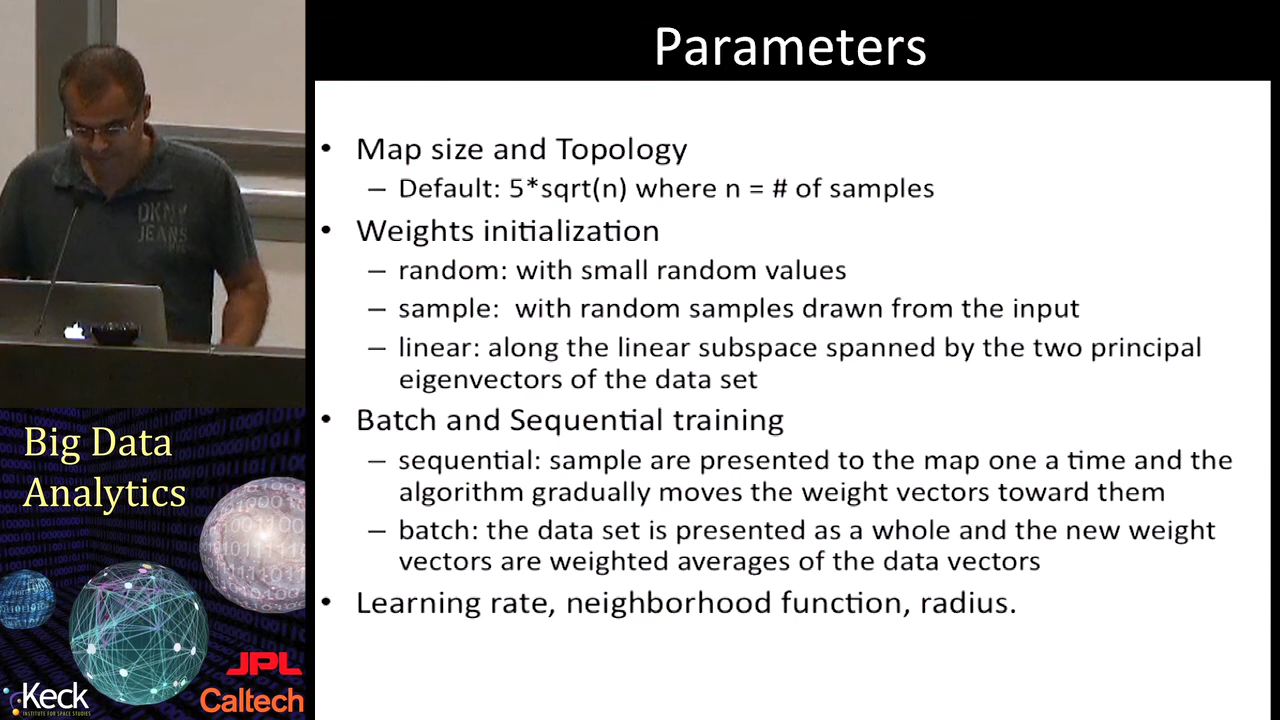 Parameters
• Map size and Topology
– Default: 5*sqrt(n) where n = # of samples
• Weights initialization
– random: with small random values
– sample: with random samples drawn from the input
– linear: along the linear subspace spanned by the two principal
eigenvectors of the data set
• Batch and Sequential training
– sequential: sample are presented to the map one a time and the
algorithm gradually moves the weight vectors toward them
– batch: the data set is presented as a whole and the new weight
vectors are weighted averages of the data vectors
• Learning rate, neighborhood function, radius.
DKNY
JEANS
Big Data
Analytics
JPL
Keck
INSTITUTE FOR SPACE STUDIES
Caltech